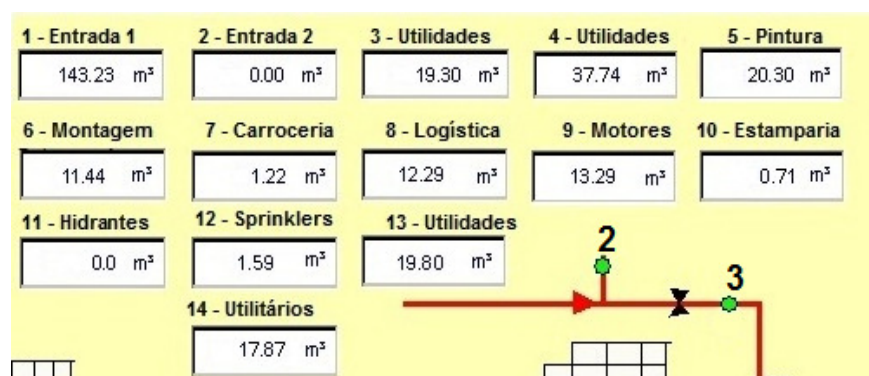 1 - Entrada 1 2 - Entrada 2 3 - Utilidades 4 - Utilidades 5 - Pintura
143.23 m³ 0.00 m³ 19.30 m³ 37.74 m³ 20.30 m³
6 - Montagem 7 - Carroceria 8 - Logística 9 - Motores 10 - Estamparia
11.44 m³ 1.22 m³ 12.29 m³ 13.29 m³ 0.71 m³
11 - Hidrantes 12 - Sprinklers 13 - Utilidades
0.0 m³ 1.59 m³ 19.80 m³
2
3
14 - Utilitários
17.87 m³